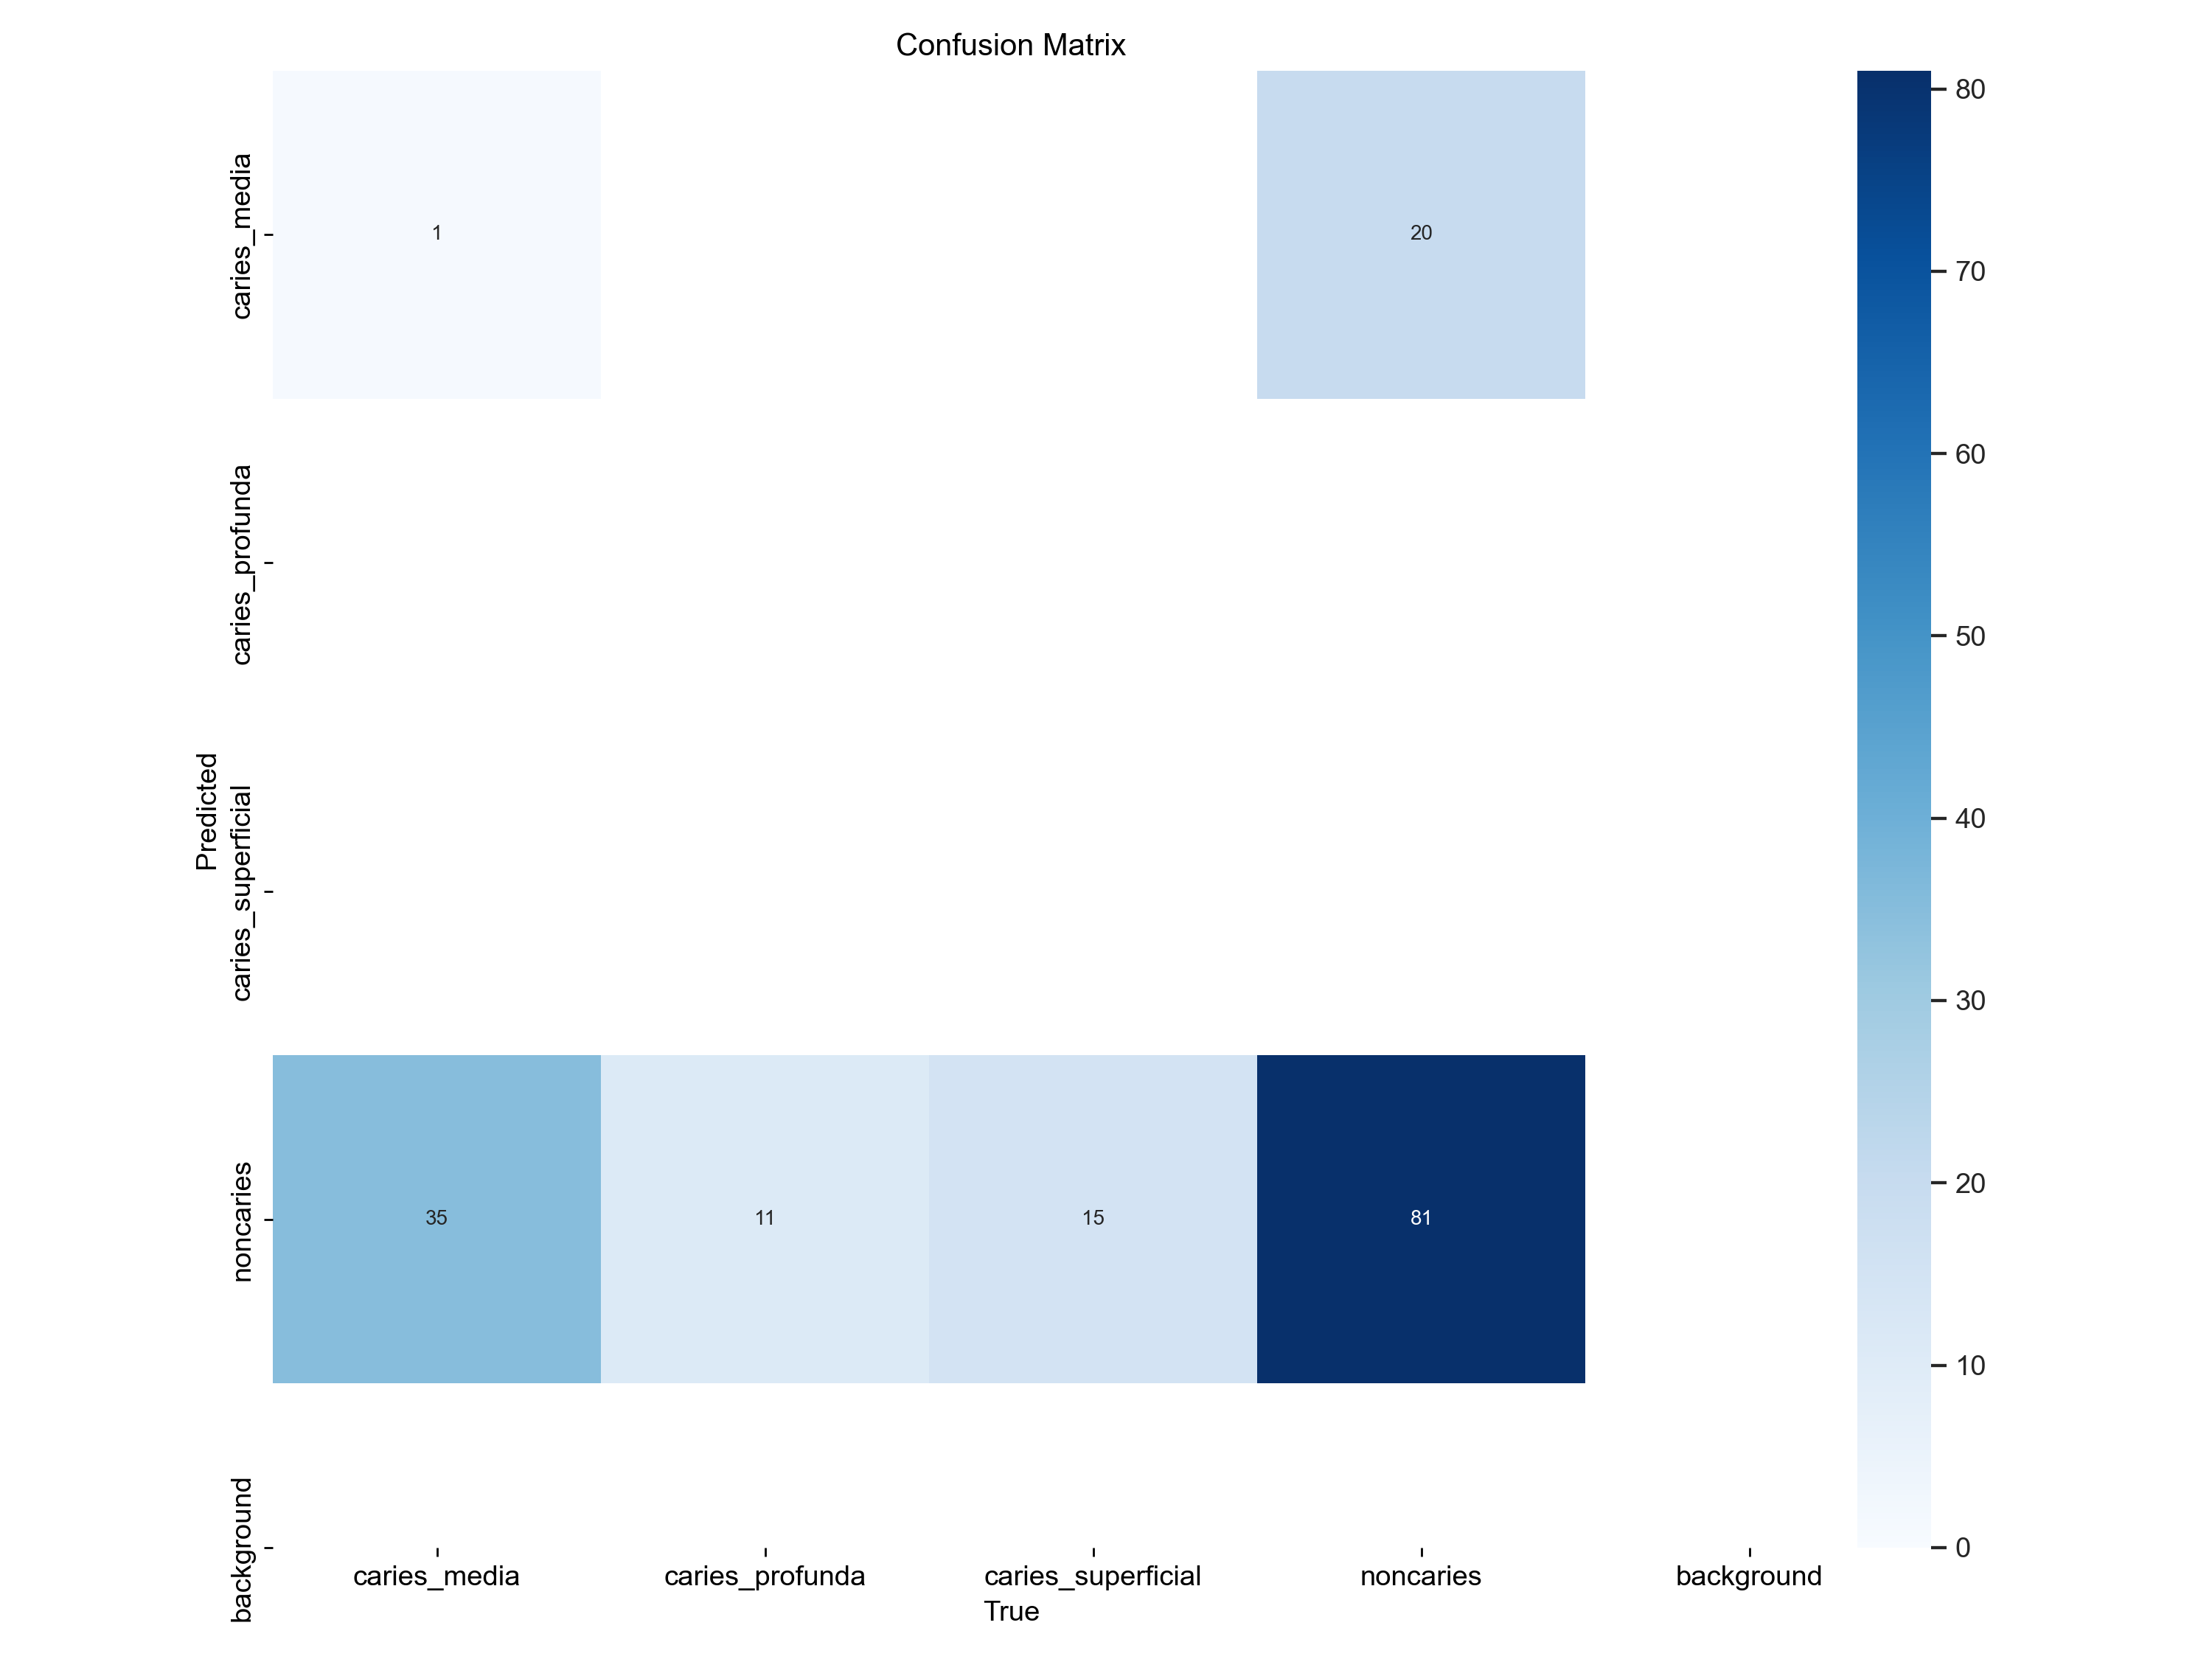 Confusion Matrix
caries_media
caries_profunda
caries_superficial
noncaries
background
Predicted
1
20
35
11
15
81
caries_media
caries_profunda
caries_superficial
noncaries
background
True
80
70
60
50
40
30
20
10
0